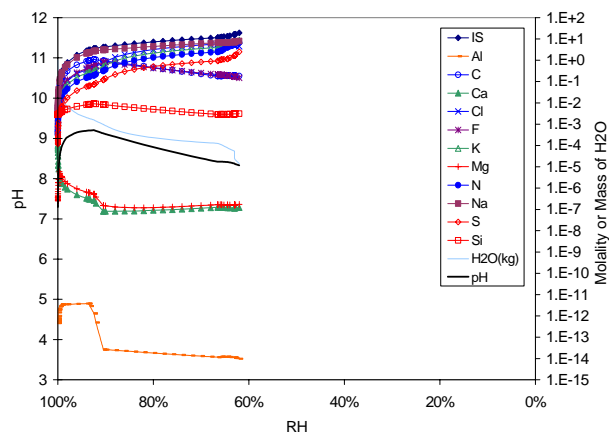 12
11
10
9
8
7
6
5
4
3
pH
100%
80%
60%
40%
20%
0%
RH
1.E+2
1.E+1
1.E+0
1.E-1
1.E-2
1.E-3
1.E-4
1.E-5
1.E-6
1.E-7
1.E-8
1.E-9
1.E-10
1.E-11
1.E-12
1.E-13
1.E-14
1.E-15
Molality or Mass of H2O
IS
Al
C
Ca
Cl
F
K
Mg
N
Na
S
Si
H2O(kg)
pH